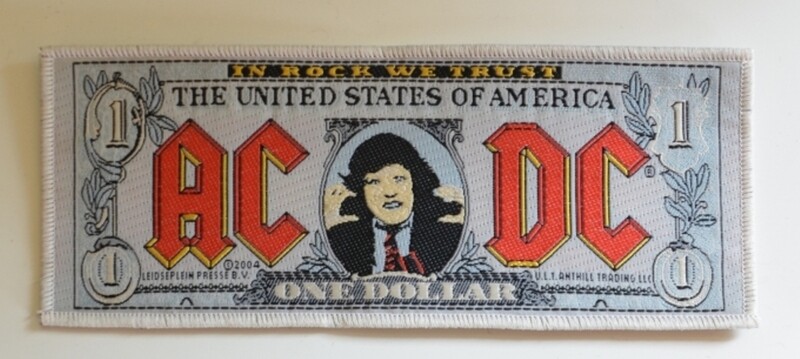 IN ROCK WE TRUST
THE UNITED STATES OF AMERICA
1
1
AC DC
®
©2004
LEIDSEPLEIN PRESSE B.V.
U.L.T. ANTHILL TRADING LLC
1
ONE DOLLAR
1